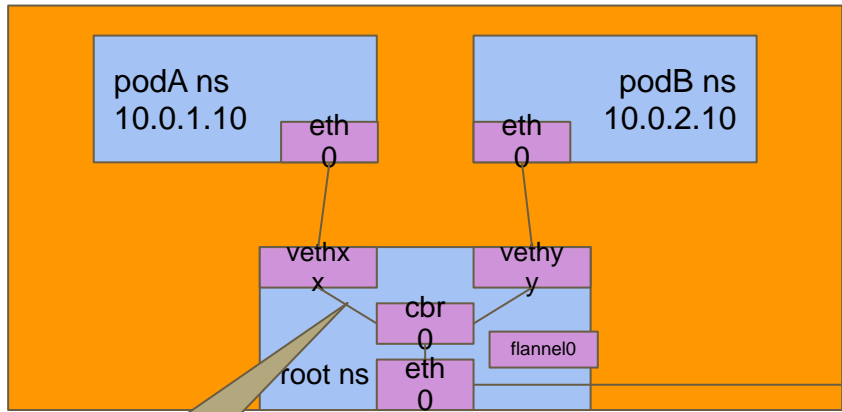 podA ns
10.0.1.10
eth
0
podB ns
10.0.2.10
eth
0
vethx
x
vethy
y
cbr
0
flannel0
root ns
eth
0